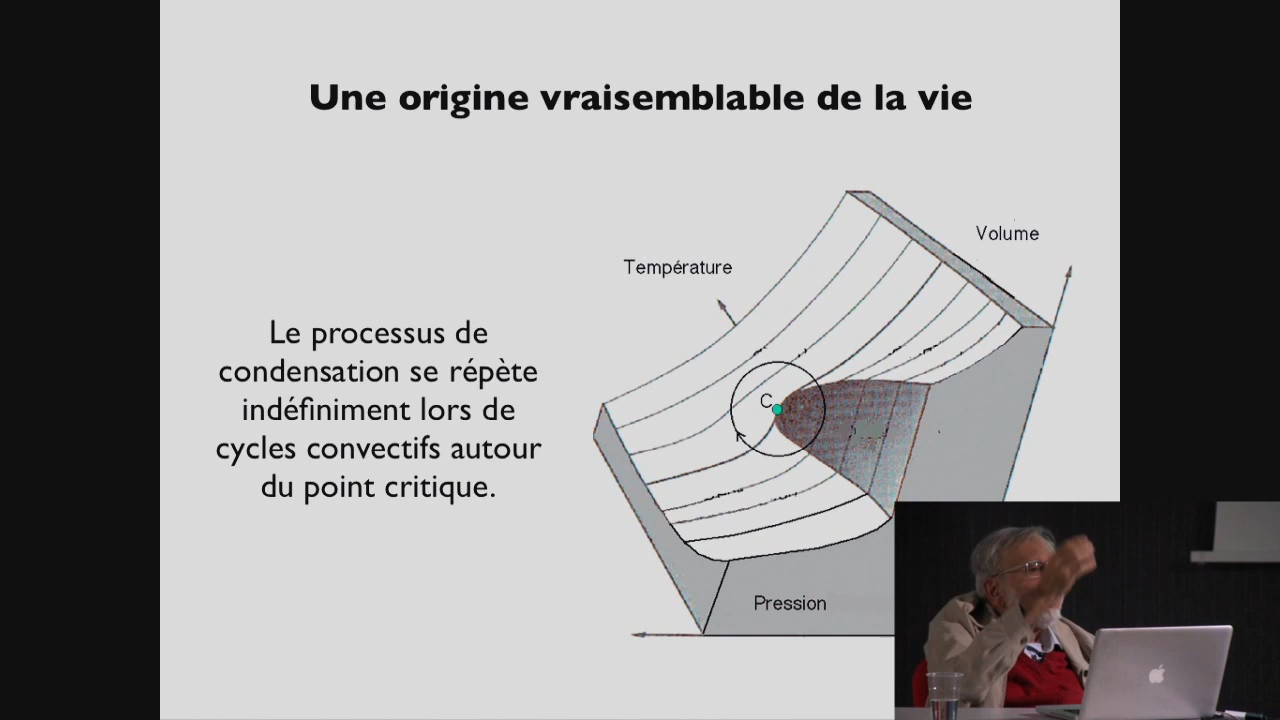 Une origine vraisemblable de la vie
Volume
Température
Le processus de
condensation se répète
indéfiniment lors de
cycles convectifs autour
du point critique.
C
Pression